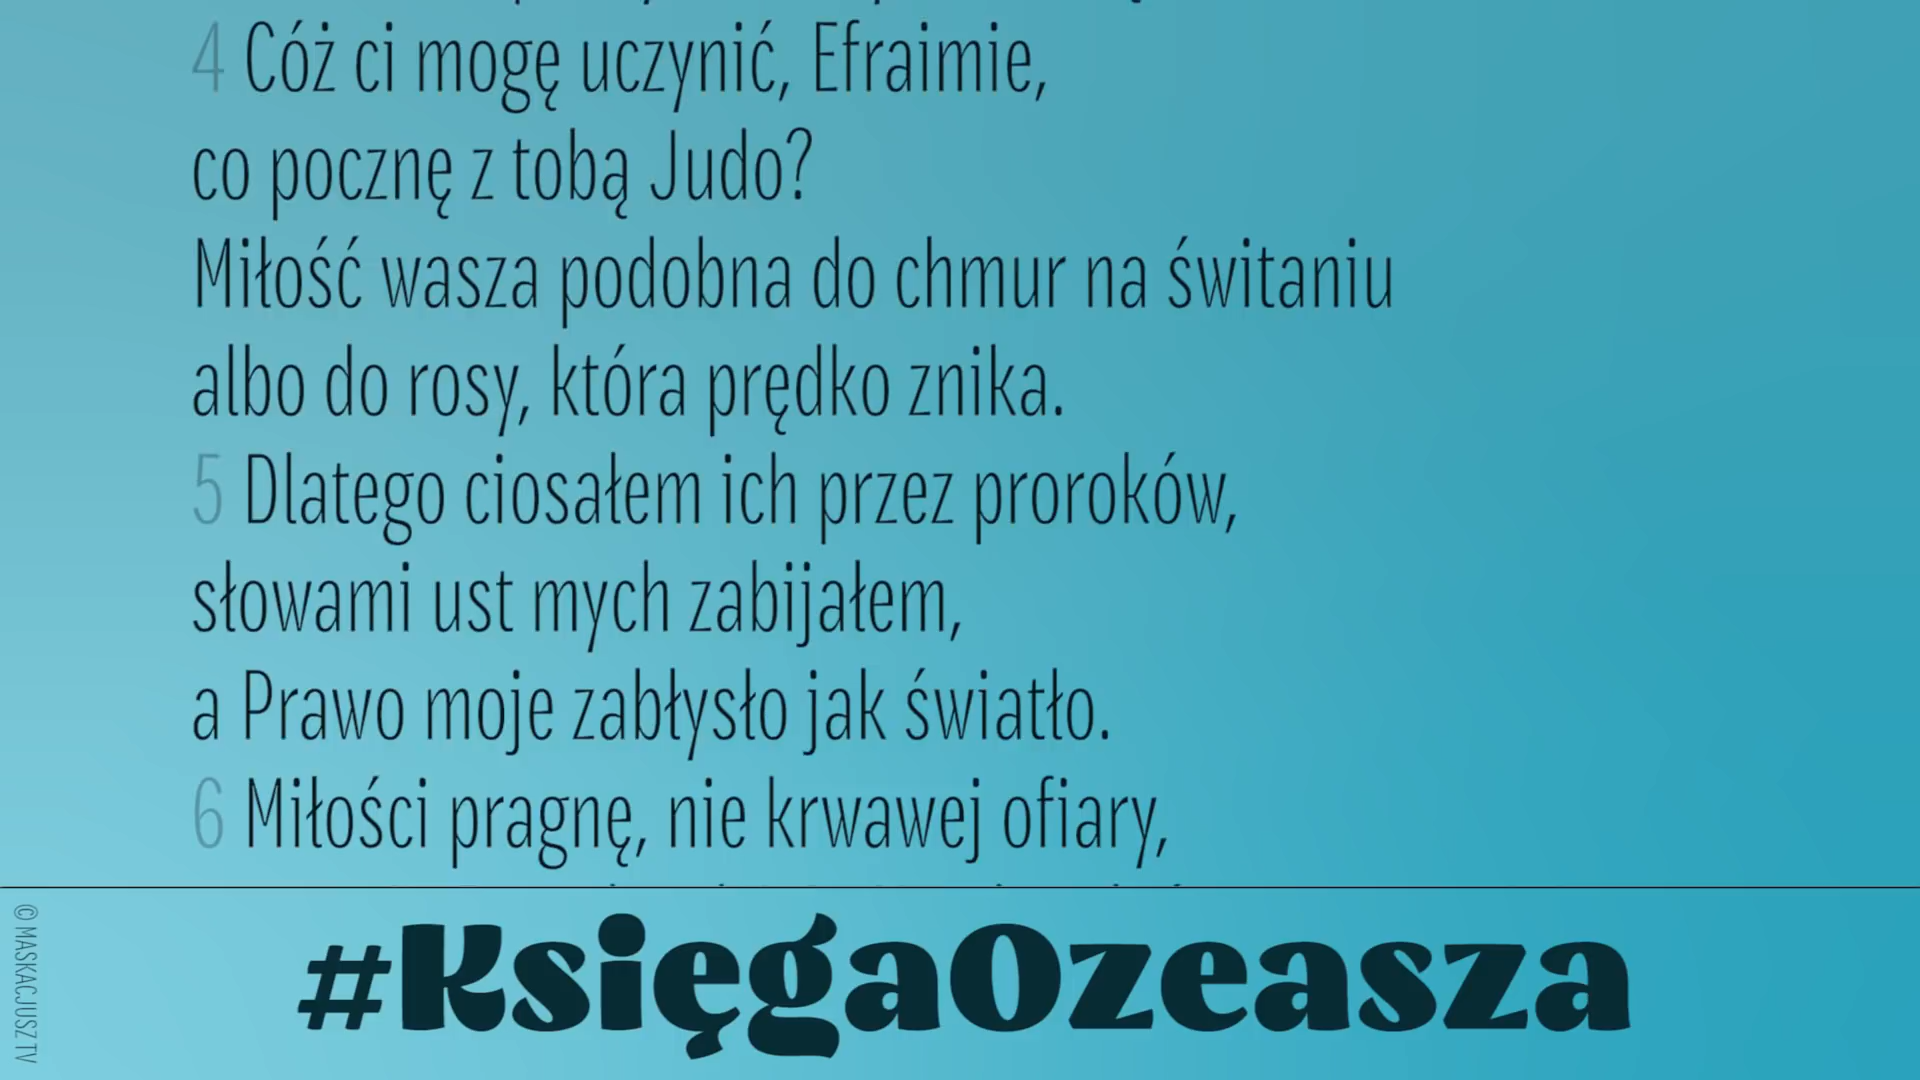 4 Cóż ci mogę uczynić, Efraimie,
co pocznę z tobą Judo?
Miłość wasza podobna do chmur na świtaniu
albo do rosy, która prędko znika.
5 Dlatego ciosałem ich przez proroków,
słowami ust mych zabijałem,
a Prawo moje zabłysło jak światło.
6 Miłości pragnę, nie krwawej ofiary,
#KsięgaOzeasza
© MASKACJUSZ TV